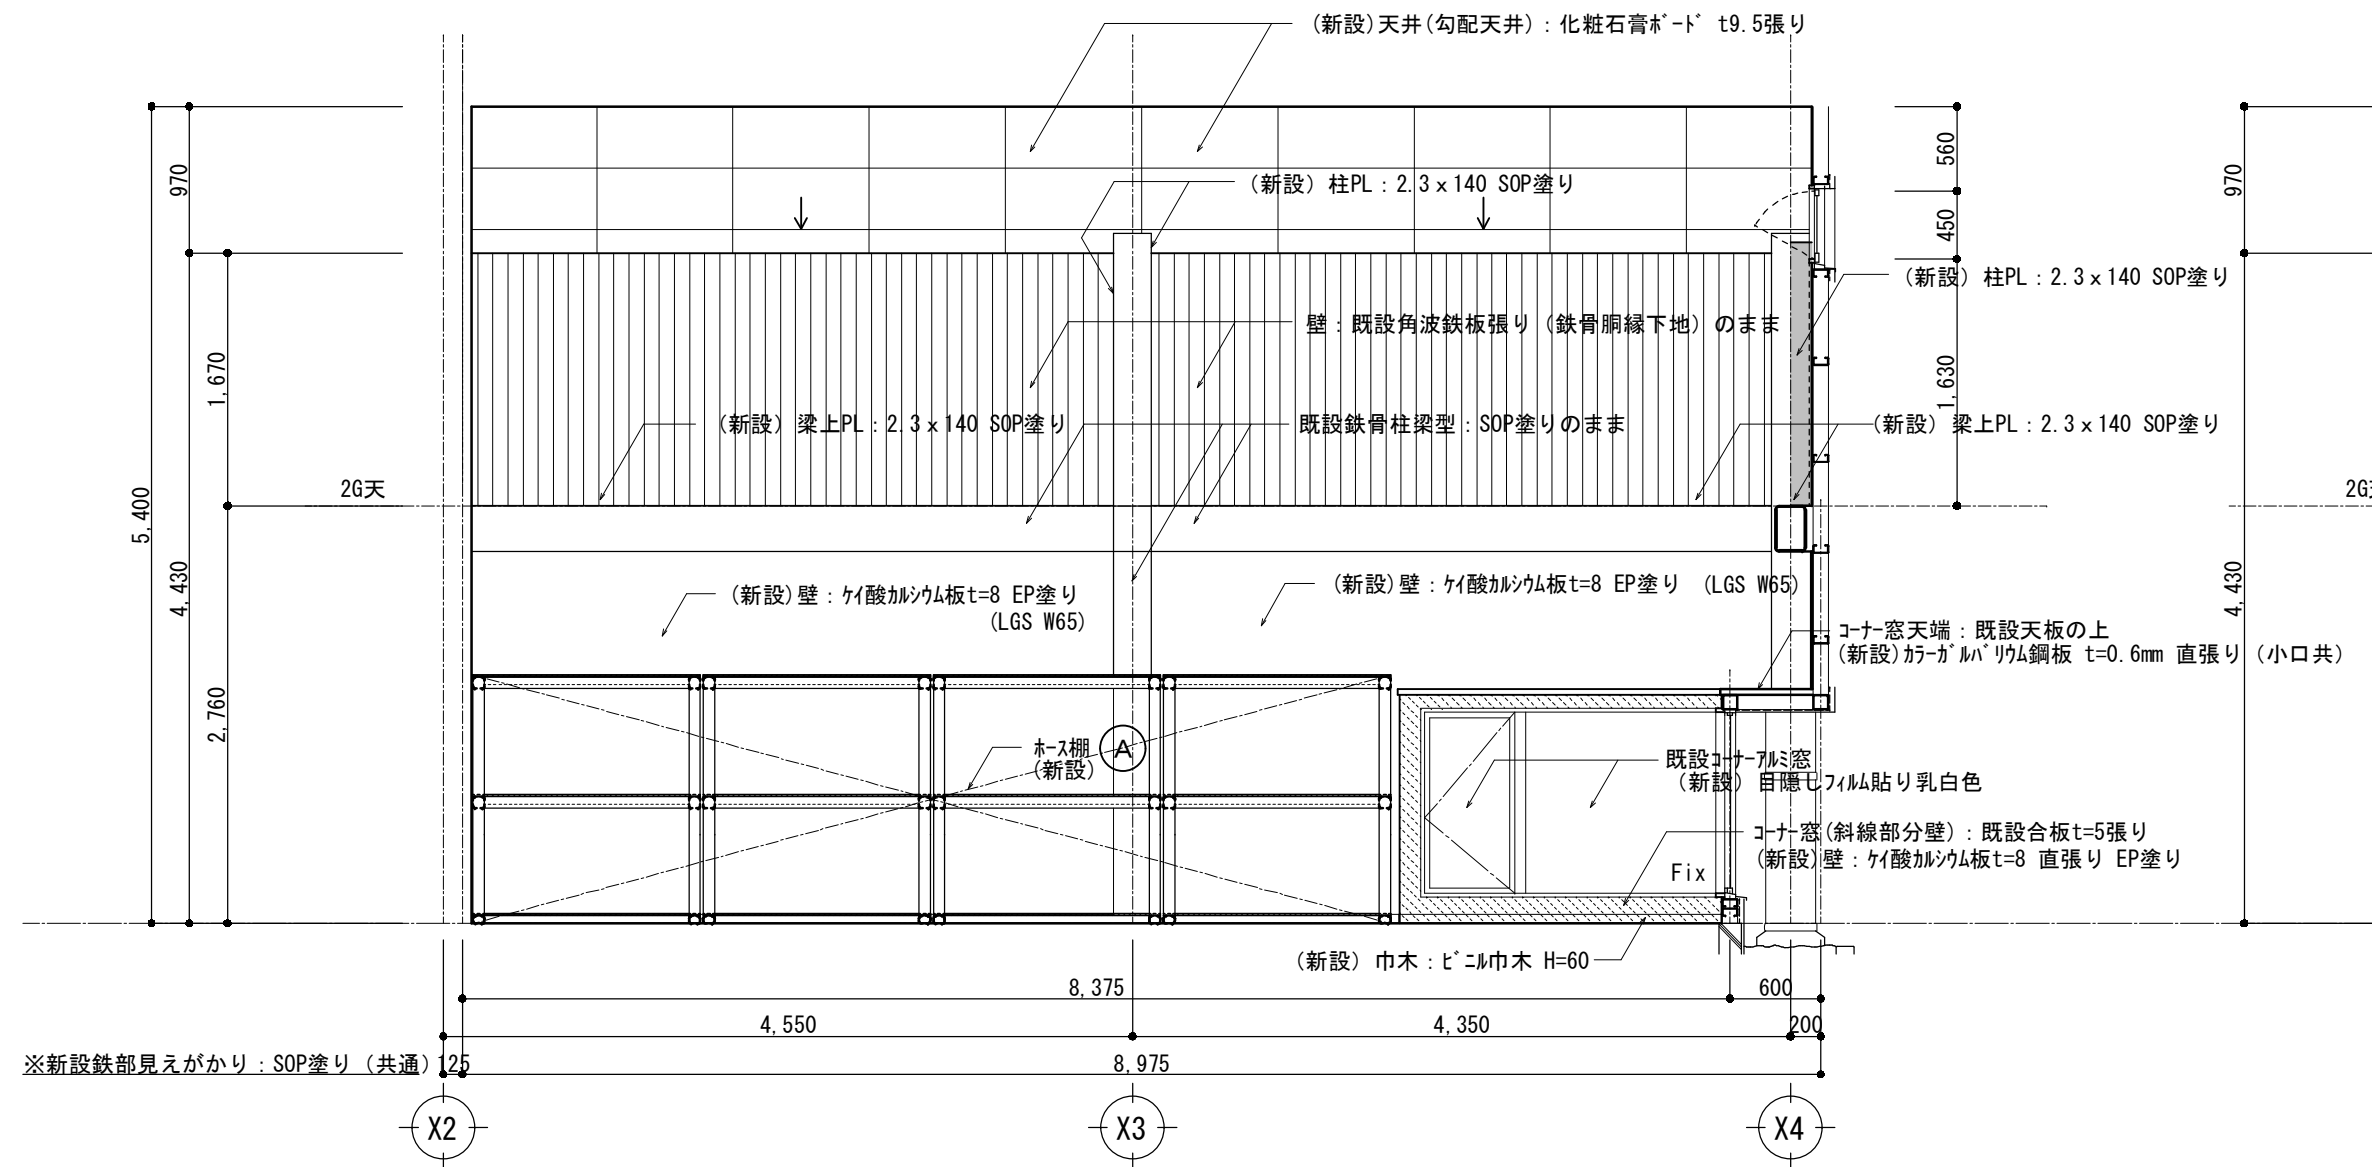 (新設)天井(勾配天井)：化粧石膏ﾎﾞｰﾄﾞ t9.5張り
(新設) 柱PL：2.3ｘ140 SOP塗り
970
560
970
450
(新設) 柱PL：2.3ｘ140 SOP塗り
壁：既設角波鉄板張り (鉄骨胴縁下地) のまま
1,670
1,630
(新設) 梁上PL：2.3ｘ140 SOP塗り
既設鉄骨柱梁型：SOP塗りのまま
(新設) 梁上PL：2.3ｘ140 SOP塗り
2G天
5,400
4,430
4,430
(新設)壁：ｹｲ酸ｶﾙｼｳﾑ板t=8 EP塗り
(LGS W65)
(新設)壁：ｹｲ酸ｶﾙｼｳﾑ板t=8 EP塗り (LGS W65)
ｺｰﾅｰ窓天端：既設天板の上
(新設)ｶﾗｰｶﾞﾙﾊﾞﾘｳﾑ鋼板 t=0.6mm 直張り (小口共)
2,760
ﾎｰｽ棚
(新設)
A
既設ｺｰﾅｰｱﾙﾐ窓
(新設) 目隠しﾌｨﾙﾑ貼り乳白色
ｺｰﾅｰ窓(斜線部分壁)：既設合板t=5張り
(新設)壁：ｹｲ酸ｶﾙｼｳﾑ板t=8 直張り EP塗り
Fix
(新設) 巾木：ﾋﾞﾆﾙ巾木 H=60
8,375
600
4,550
4,350
200
※新設鉄部見えがかり：SOP塗り (共通)
125
8,975
X2
X3
X4